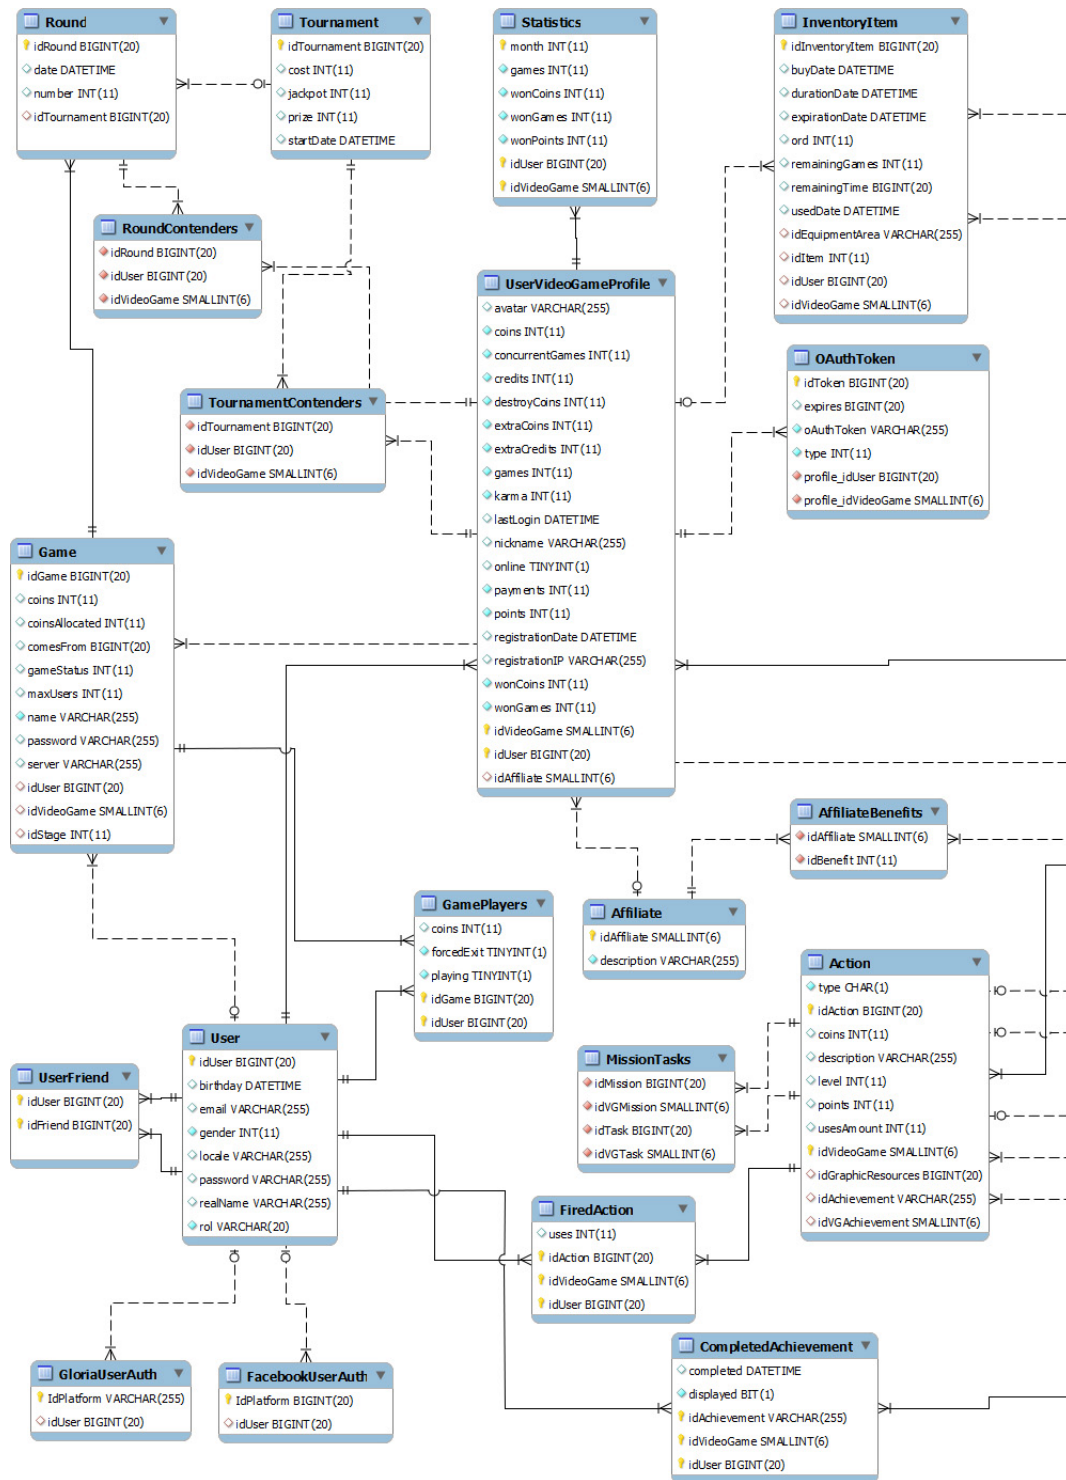 Round
idRound BIGINT(20)
date DATETIME
number INT(11)
idTournament BIGINT(20)
Tournament
idTournament BIGINT(20)
cost INT(11)
jackpot INT(11)
prize INT(11)
startDate DATETIME
Statistics
month INT(11)
games INT(11)
wonCoins INT(11)
wonGames INT(11)
wonPoints INT(11)
idUser BIGINT(20)
idVideoGame SMALLINT(6)
InventoryItem
idInventoryItem BIGINT(20)
buyDate DATETIME
durationDate DATETIME
expirationDate DATETIME
ord INT(11)
remainingGames INT(11)
remainingTime BIGINT(20)
usedDate DATETIME
idEquipmentArea VARCHAR(255)
idItem INT(11)
idUser BIGINT(20)
idVideoGame SMALLINT(6)
RoundContenders
idRound BIGINT(20)
idUser BIGINT(20)
idVideoGame SMALLINT(6)
UserVideoGameProfile
avatar VARCHAR(255)
coins INT(11)
concurrentGames INT(11)
credits INT(11)
destroyCoins INT(11)
extraCoins INT(11)
extraCredits INT(11)
games INT(11)
karma INT(11)
lastLogin DATETIME
nickname VARCHAR(255)
online TINYINT(1)
payments INT(11)
points INT(11)
registrationDate DATETIME
registrationIP VARCHAR(255)
wonCoins INT(11)
wonGames INT(11)
idVideoGame SMALLINT(6)
idUser BIGINT(20)
idAffiliate SMALLINT(6)
OAuthToken
idToken BIGINT(20)
expires BIGINT(20)
oAuthToken VARCHAR(255)
type INT(11)
profile_idUser BIGINT(20)
profile_idVideoGame SMALLINT(6)
TournamentContenders
idTournament BIGINT(20)
idUser BIGINT(20)
idVideoGame SMALLINT(6)
Game
idGame BIGINT(20)
coins INT(11)
coinsAllocated INT(11)
comesFrom BIGINT(20)
gameStatus INT(11)
maxUsers INT(11)
name VARCHAR(255)
password VARCHAR(255)
server VARCHAR(255)
idUser BIGINT(20)
idVideoGame SMALLINT(6)
idStage INT(11)
AffiliateBenefits
idAffiliate SMALLINT(6)
idBenefit INT(11)
GamePlayers
coins INT(11)
forcedExit TINYINT(1)
playing TINYINT(1)
idGame BIGINT(20)
idUser BIGINT(20)
Affiliate
idAffiliate SMALLINT(6)
description VARCHAR(255)
Action
type CHAR(1)
idAction BIGINT(20)
coins INT(11)
description VARCHAR(255)
level INT(11)
points INT(11)
usesAmount INT(11)
idVideoGame SMALLINT(6)
idGraphicResources BIGINT(20)
idAchievement VARCHAR(255)
idVGAchievement SMALLINT(6)
User
idUser BIGINT(20)
birthday DATETIME
email VARCHAR(255)
gender INT(11)
locale VARCHAR(255)
password VARCHAR(255)
realName VARCHAR(255)
rol VARCHAR(20)
UserFriend
idUser BIGINT(20)
idFriend BIGINT(20)
MissionTasks
idMission BIGINT(20)
idVGMission SMALLINT(6)
idTask BIGINT(20)
idVGTask SMALLINT(6)
FiredAction
uses INT(11)
idAction BIGINT(20)
idVideoGame SMALLINT(6)
idUser BIGINT(20)
GloriaUserAuth
IdPlatform VARCHAR(255)
idUser BIGINT(20)
FacebookUserAuth
IdPlatform BIGINT(20)
idUser BIGINT(20)
CompletedAchievement
completed DATETIME
displayed BIT(1)
idAchievement VARCHAR(255)
idVideoGame SMALLINT(6)
idUser BIGINT(20)